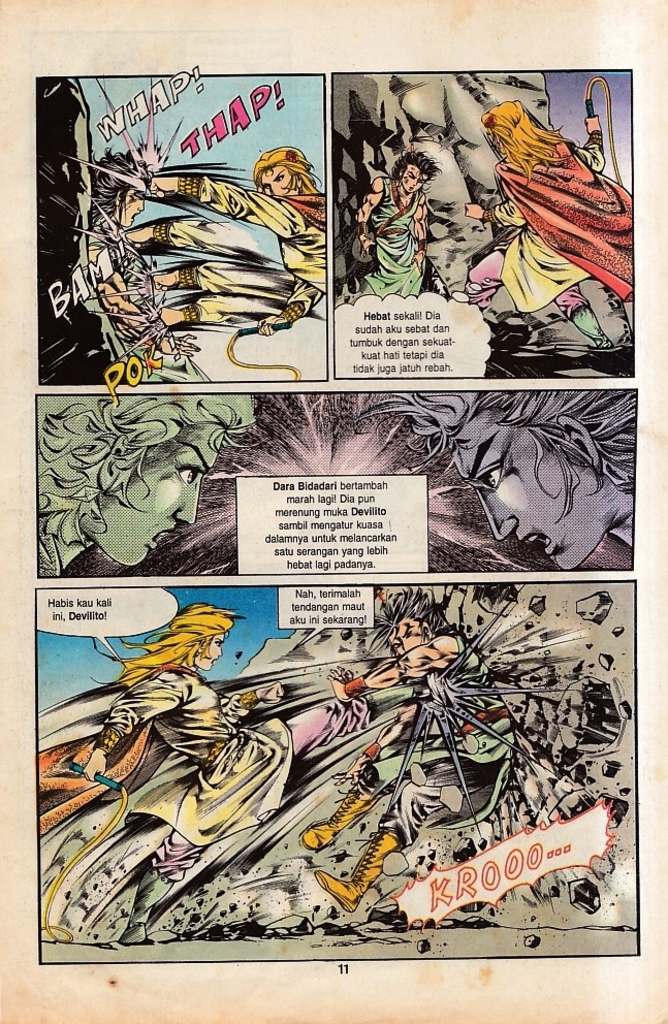 WHAP!
THAP!
BAM
POK
Hebat sekali! Dia
sudah aku sebat dan
tumbuk dengan sekuat-
kuat hati tetapi dia
tidak juga jatuh rebah.
Dara Bidadari bertambah
marah lagi! Dia pun
merenung muka Devilito
sambil mengatur kuasa
dalamnya untuk melancarkan
satu serangan yang lebih
hebat lagi padanya.
Habis kau kali
ini, Devilito!
Nah, terimalah
tendangan maut
aku ini sekarang!
KROOO...
11